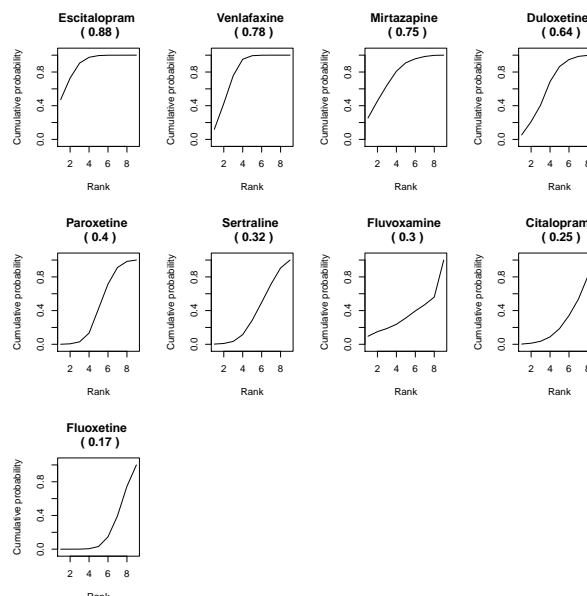 Escitalopram
( 0.88 )
Cumulative probability
0.0 0.4 0.8
2 4 6 8
Rank
Venlafaxine
( 0.78 )
Cumulative probability
0.0 0.4 0.8
2 4 6 8
Rank
Mirtazapine
( 0.75 )
Cumulative probability
0.0 0.4 0.8
2 4 6 8
Rank
Duloxetine
( 0.64 )
Cumulative probability
0.0 0.4 0.8
2 4 6 8
Rank
Paroxetine
( 0.4 )
Cumulative probability
0.0 0.4 0.8
2 4 6 8
Rank
Sertraline
( 0.32 )
Cumulative probability
0.0 0.4 0.8
2 4 6 8
Rank
Fluvoxamine
( 0.3 )
Cumulative probability
0.0 0.4 0.8
2 4 6 8
Rank
Citalopram
( 0.25 )
Cumulative probability
0.0 0.4 0.8
2 4 6 8
Rank
Fluoxetine
( 0.17 )
Cumulative probability
0.0 0.4 0.8
2 4 6 8
Rank